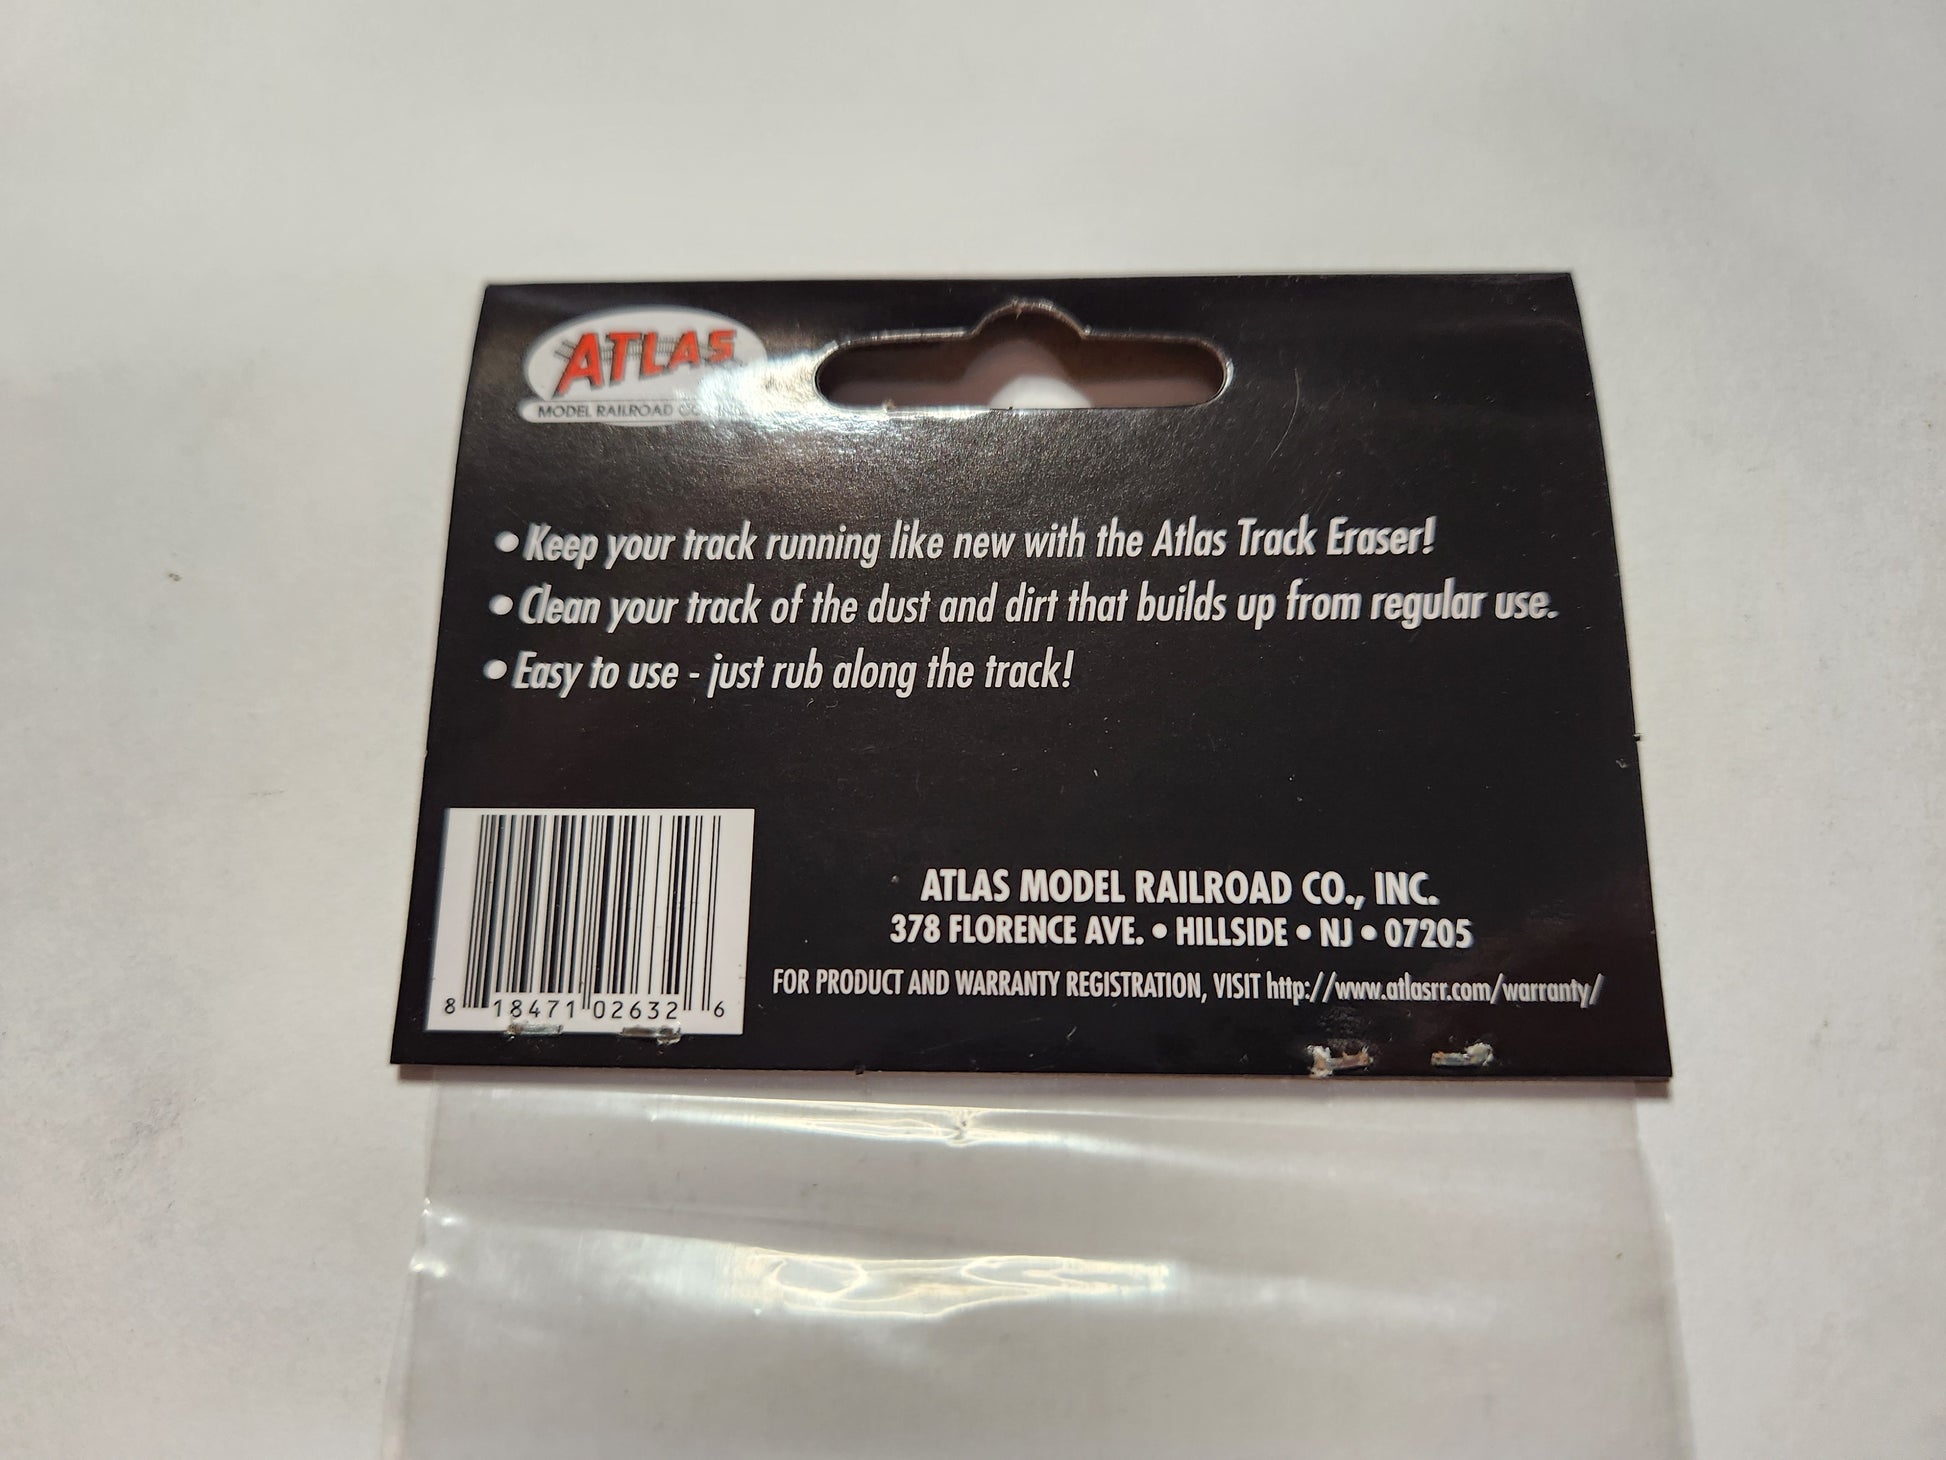 ATLAS
MODEL RAILROAD CO
• Keep your track running like new with the Atlas Track Eraser!
• Clean your track of the dust and dirt that builds up from regular use.
• Easy to use - just rub along the track!
ATLAS MODEL RAILROAD CO., INC.
378 FLORENCE AVE. • HILLSIDE • NJ • 07205
FOR PRODUCT AND WARRANTY REGISTRATION, VISIT http://www.atlasrr.com/warranty/
8 18471 02632 6